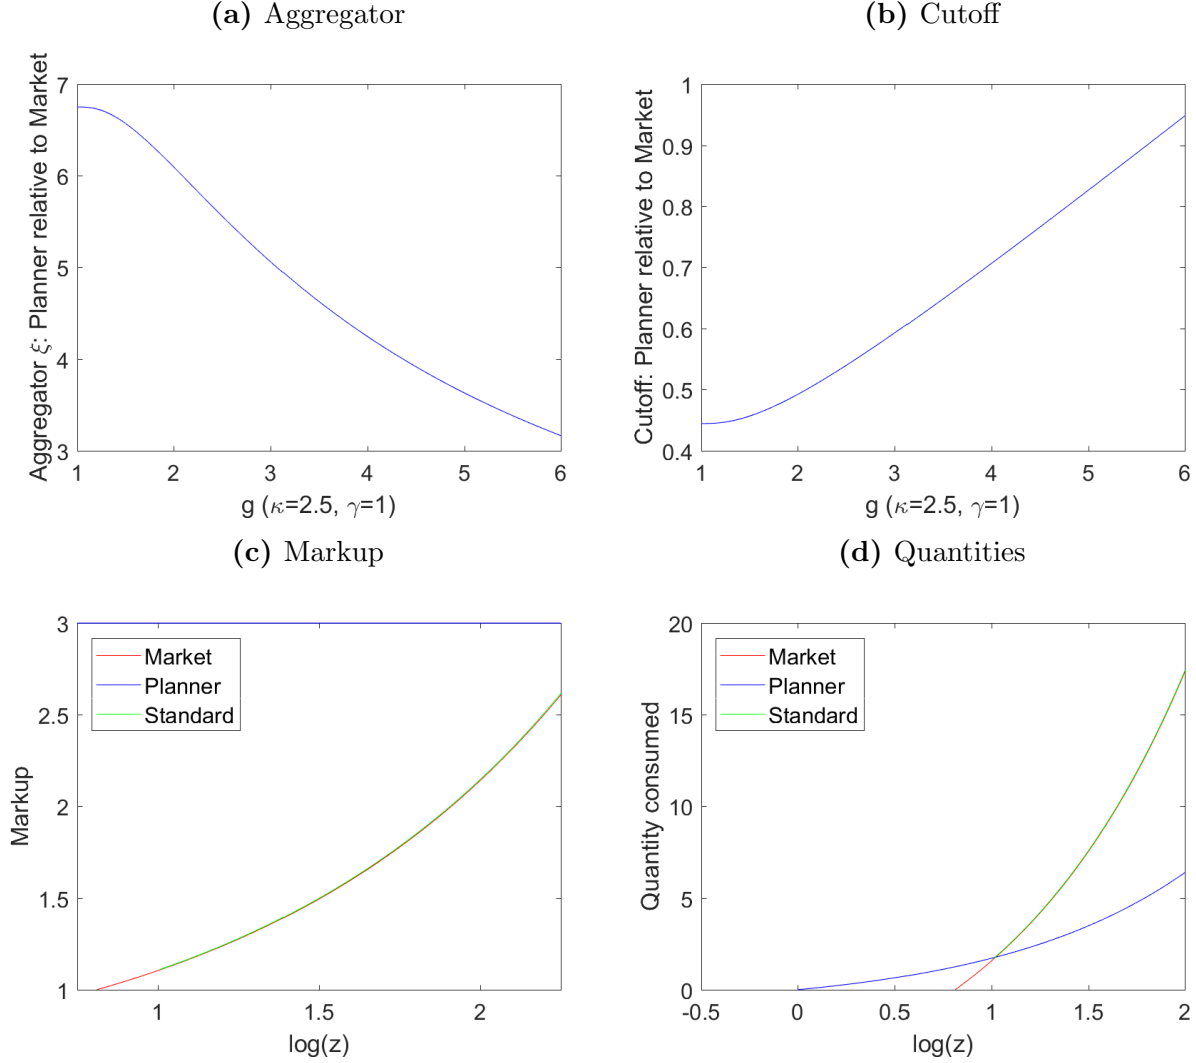 (a) Aggregator
Aggregator ξ: Planner relative to Market
7
6
5
4
3
1 2 3 4 5 6
g (κ=2.5, γ=1)
(b) Cutoff
Cutoff: Planner relative to Market
1
0.9
0.8
0.7
0.6
0.5
0.4
1 2 3 4 5 6
g (κ=2.5, γ=1)
(c) Markup
Markup
3
2.5
2
1.5
1
Market
Planner
Standard
1 1.5 2
log(z)
(d) Quantities
Quantity consumed
20
15
10
5
0
Market
Planner
Standard
-0.5 0 0.5 1 1.5 2
log(z)